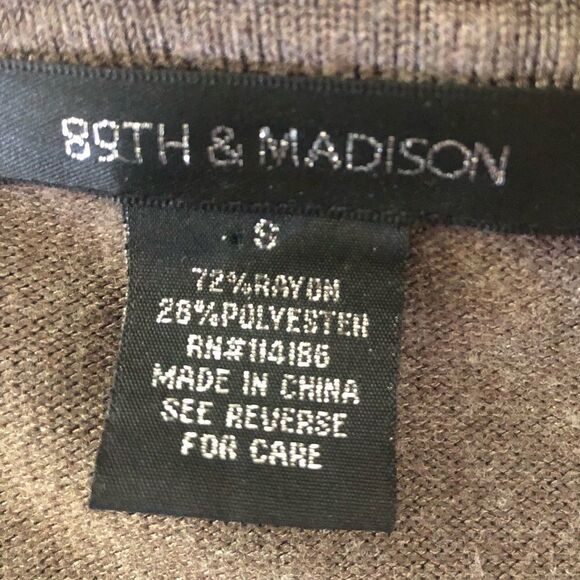 89TH & MADISON
S
72%RAYON
28%POLYESTER
RN#114186
MADE IN CHINA
SEE REVERSE
FOR CARE